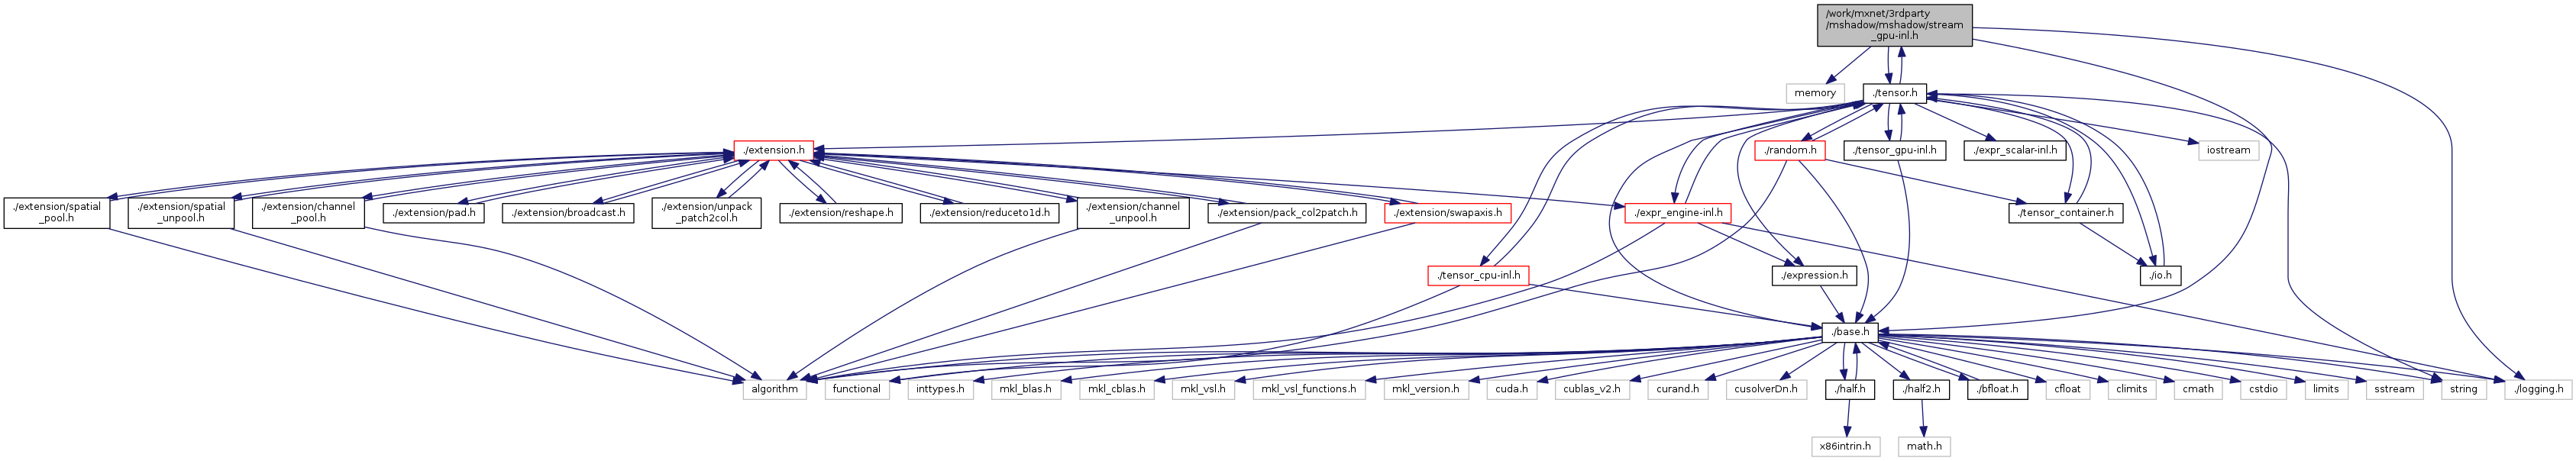 /work/mxnet/3rdparty
/mshadow/mshadow/stream
_gpu-inl.h
memory
./tensor.h
./extension.h
./random.h
./tensor_gpu-inl.h
./expr_scalar-inl.h
iostream
./extension/spatial
_pool.h
./extension/spatial
_unpool.h
./extension/channel
_pool.h
./extension/pad.h
./extension/broadcast.h
./extension/unpack
_patch2col.h
./extension/reshape.h
./extension/reduceto1d.h
./extension/channel
_unpool.h
./extension/pack_col2patch.h
./extension/swapaxis.h
./expr_engine-inl.h
./tensor_container.h
./tensor_cpu-inl.h
./expression.h
./io.h
./base.h
algorithm
functional
inttypes.h
mkl_blas.h
mkl_cblas.h
mkl_vsl.h
mkl_vsl_functions.h
mkl_version.h
cuda.h
cublas_v2.h
curand.h
cusolverDn.h
./half.h
./half2.h
./bfloat.h
cfloat
climits
cmath
cstdio
limits
sstream
string
./logging.h
x86intrin.h
math.h